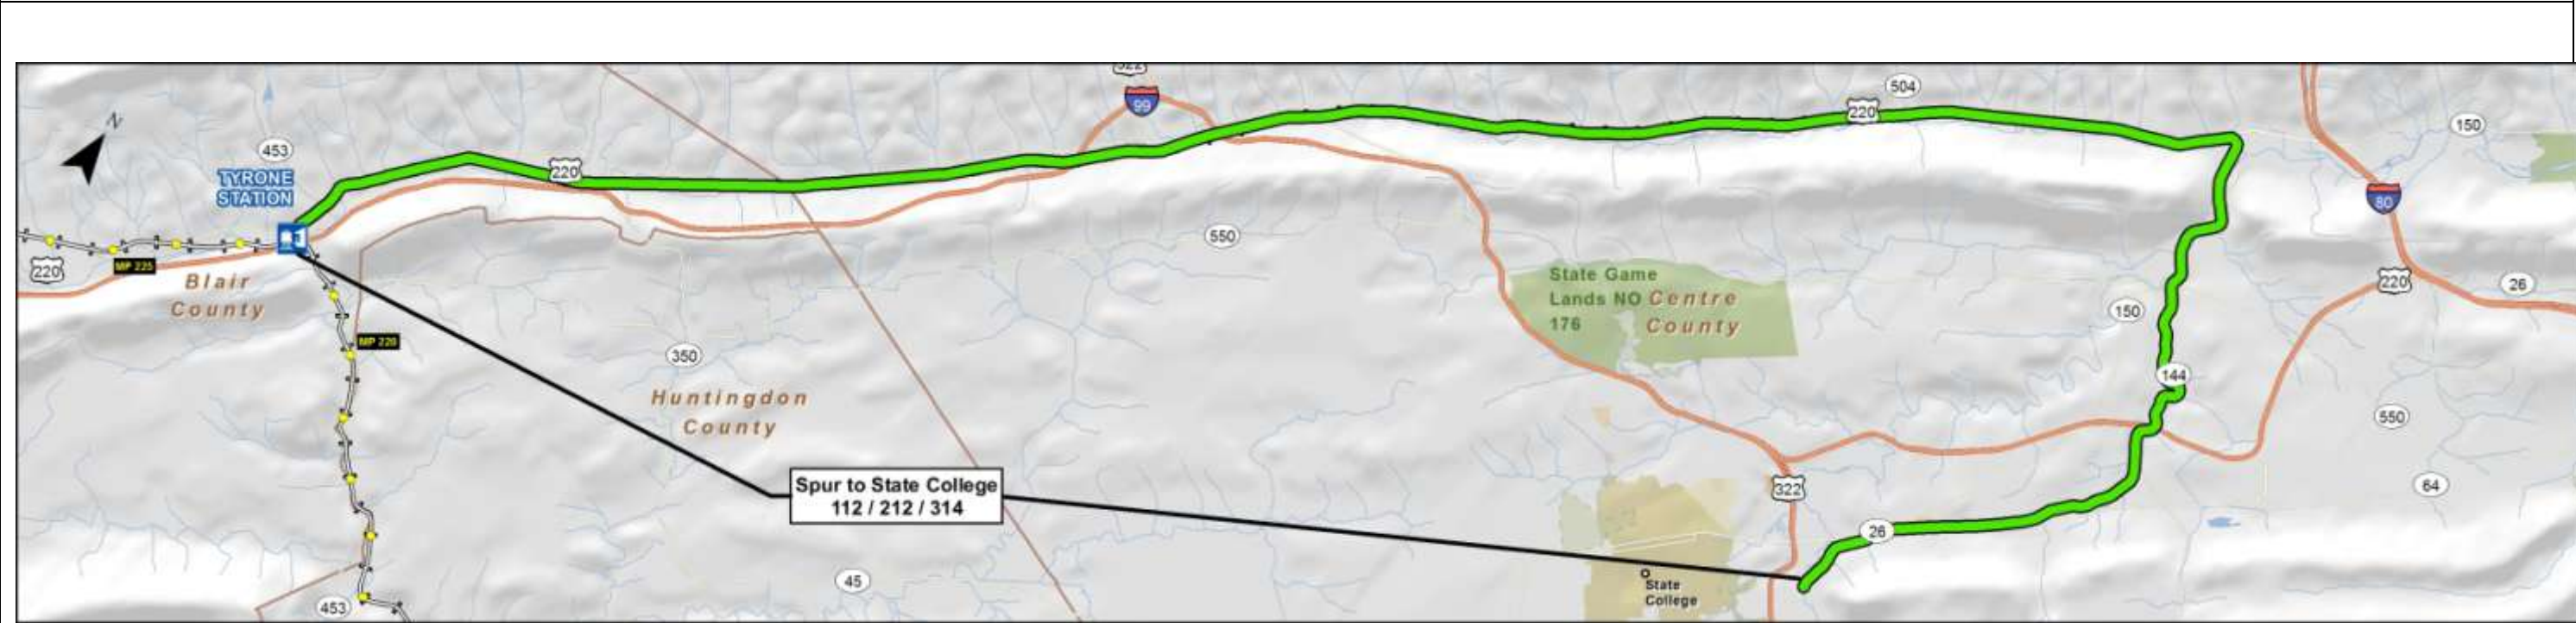 322
99
504
220
150
N
453
TYRONE
STATION
220
80
550
220
MP 225
Blair
County
State Game
Lands NO
176
Centre
County
220
26
150
MP 220
350
144
Huntingdon
County
550
Spur to State College
112 / 212 / 314
322
64
26
45
State
College
453